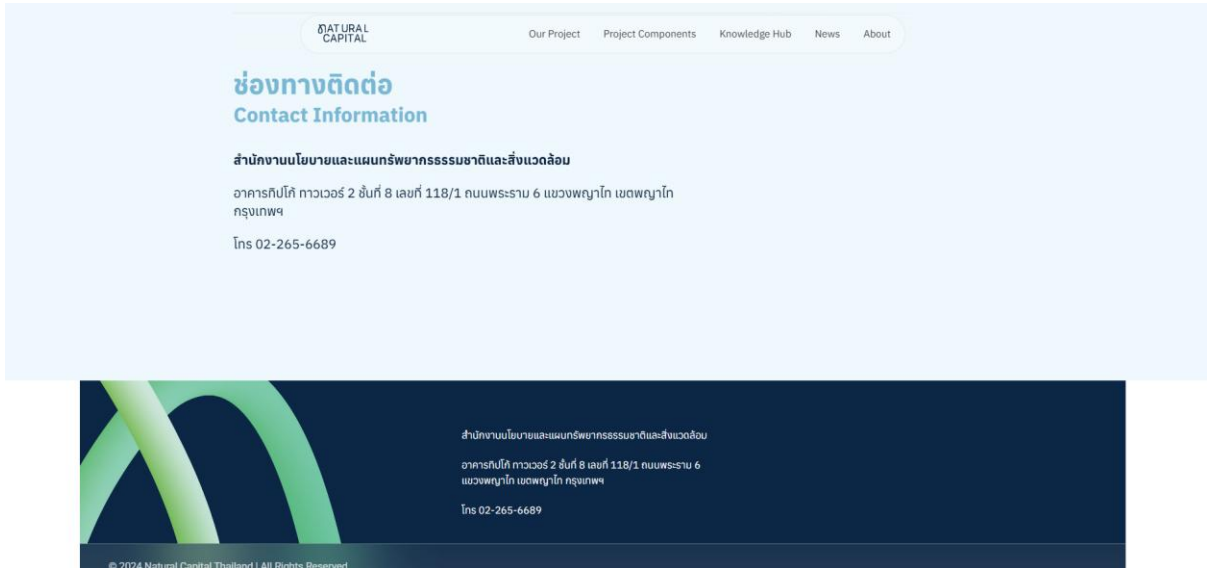 NATURAL
CAPITAL
Our Project Project Components Knowledge Hub News About
ช่องทางติดต่อ
Contact Information
สำนักงานนโยบายและแผนทรัพยากรธรรมชาติและสิ่งแวดล้อม
อาคารทิปโก้ ทาวเวอร์ 2 ชั้นที่ 8 เลขที่ 118/1 ถนนพระราม 6 แขวงพญาไท เขตพญาไท
กรุงเทพฯ
โทร 02-265-6689
สำนักงานนโยบายและแผนทรัพยากรธรรมชาติและสิ่งแวดล้อม
อาคารทิปโก้ ทาวเวอร์ 2 ชั้นที่ 8 เลขที่ 118/1 ถนนพระราม 6
แขวงพญาไท เขตพญาไท กรุงเทพฯ
โทร 02-265-6689
© 2024 Natural Capital Thailand | All Rights Reserved